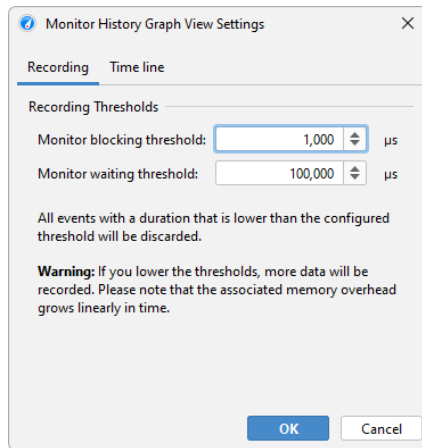 Monitor History Graph View Settings
Recording Time line
Recording Thresholds
Monitor blocking threshold: 1,000 µs
Monitor waiting threshold: 100,000 µs
All events with a duration that is lower than the configured
threshold will be discarded.
Warning: If you lower the thresholds, more data will be
recorded. Please note that the associated memory overhead
grows linearly in time.
OK Cancel